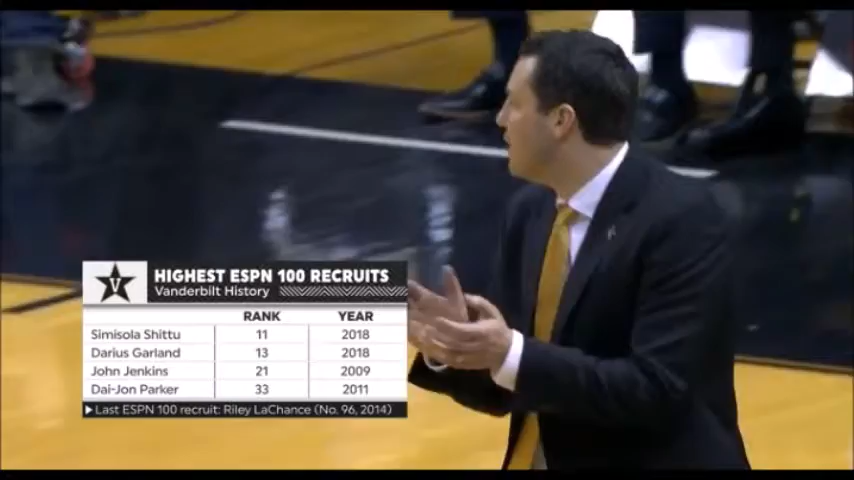 V
HIGHEST ESPN 100 RECRUITS
Vanderbilt History
RANK YEAR
Simisola Shittu 11 2018
Darius Garland 13 2018
John Jenkins 21 2009
Dai-Jon Parker 33 2011
Last ESPN 100 recruit: Riley LaChance (No. 96, 2014)